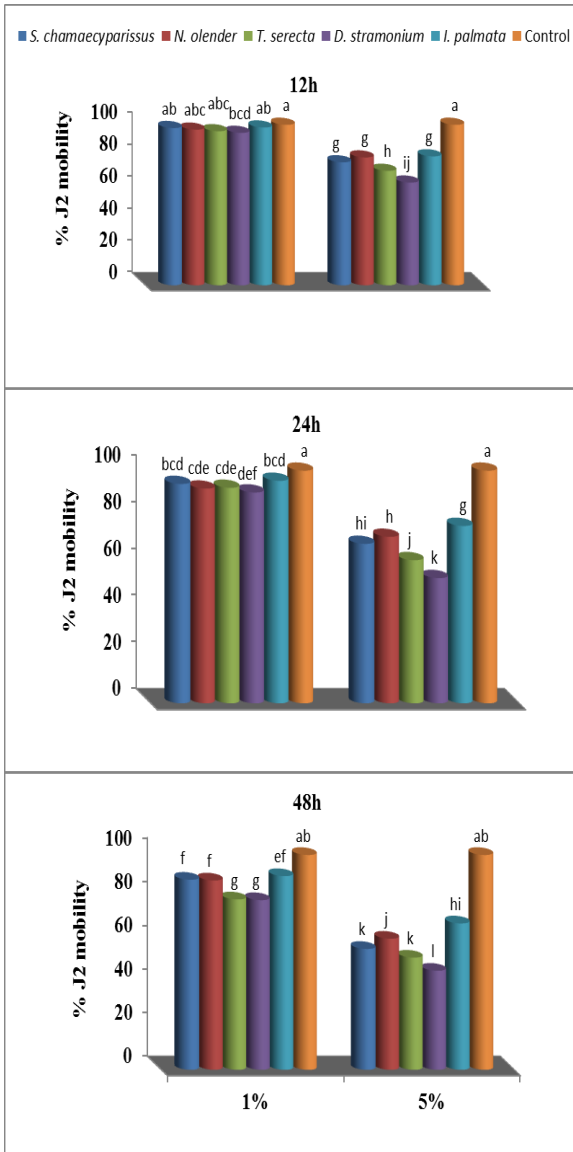 S. chamaecyparissus N. olender T. serecta D. stramonium I. palmata Control
12h
% J2 mobility
100
80
60
40
20
0
ab abc abc bcd ab a g g h ij g a
24h
% J2 mobility
100
80
60
40
20
0
bcd cde cde def bcd a hi h j k g a
48h
% J2 mobility
100
80
60
40
20
0
f f g g ef ab k j k l hi ab
1% 5%